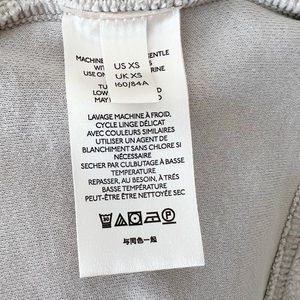 MACHINE
US XS
UK XS
160/84A
LAVAGE MACHINE À FROID,
CYCLE LINGE DÉLICAT
AVEC COULEURS SIMILAIRES
UTILISER UN AGENT DE
BLANCHIMENT SANS CHLORE SI
NÉCESSAIRE
SECHER PAR CULBUTAGE À BASSE
TEMPERATURE
REPASSER, AU BESOIN, À TRÈS
BASSE TEMPÉRATURE
PEUT-ÊTRE ÊTRE NETTOYÉE SEC
与同色一起